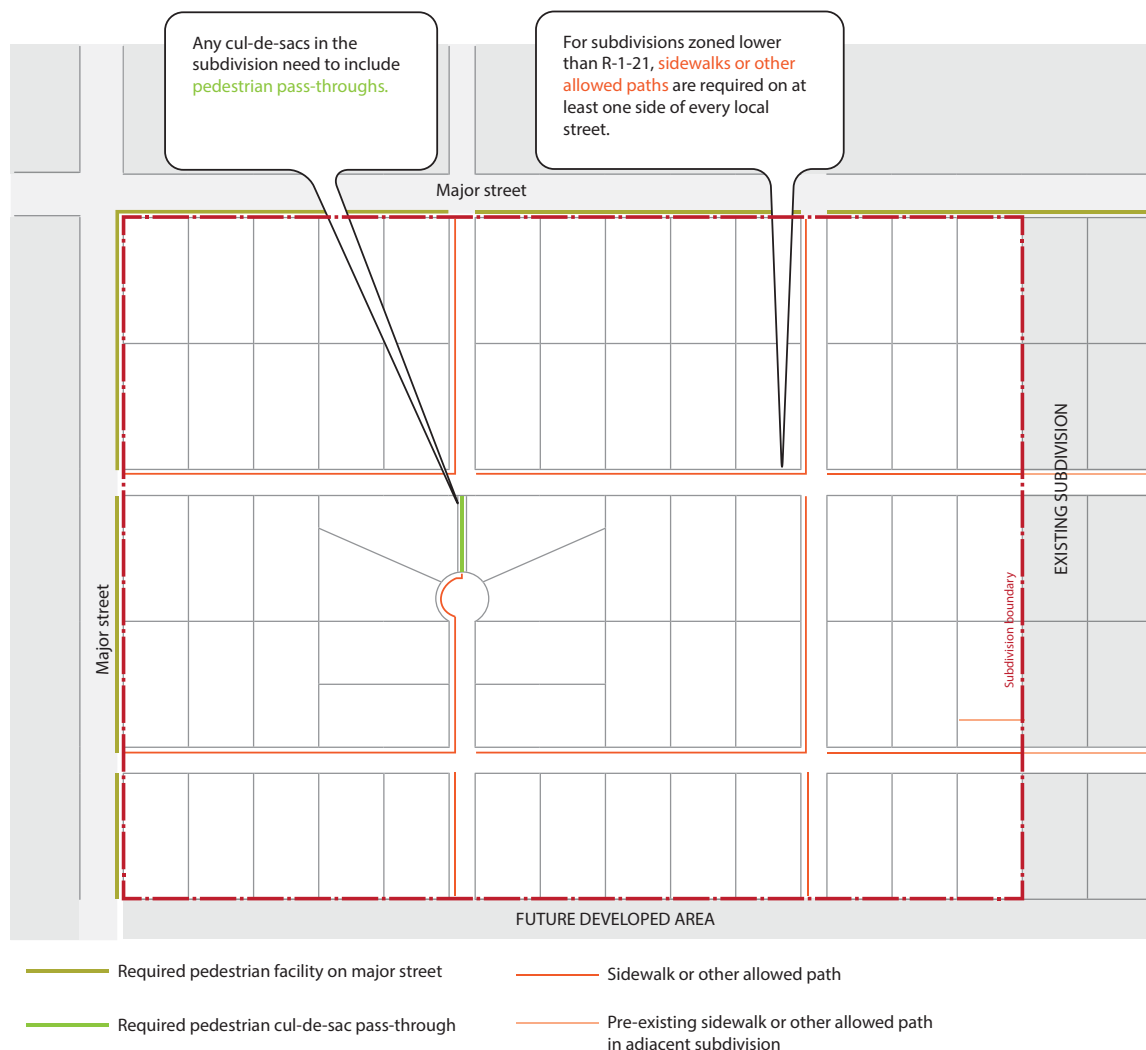 Any cul-de-sacs in the
subdivision need to include
pedestrian pass-throughs.
For subdivisions zoned lower
than R-1-21, sidewalks or other
allowed paths are required on at
least one side of every local
street.
Major street
Major street
EXISTING SUBDIVISION
Subdivision boundary
FUTURE DEVELOPED AREA
Required pedestrian facility on major street
Required pedestrian cul-de-sac pass-through
Sidewalk or other allowed path
Pre-existing sidewalk or other allowed path
in adjacent subdivision